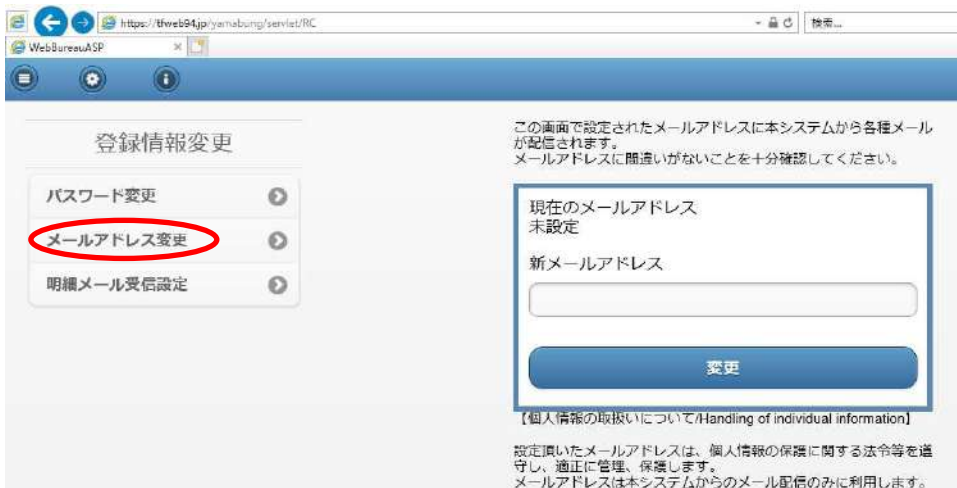 https://tfweb94.jp/yamabung/servlet/RC
検索...
WebBureauASP
登録情報変更
パスワード変更
メールアドレス変更
明細メール受信設定
この画面で設定されたメールアドレスに本システムから各種メール
が配信されます。
メールアドレスに間違いがないことを十分確認してください。
現在のメールアドレス
未設定
新メールアドレス
変更
【個人情報の取扱いについて/Handling of individual information】
設定頂いたメールアドレスは、個人情報の保護に関する法令等を遵
守し、適正に管理、保護します。
メールアドレスは本システムからのメール配信のみに利用します。